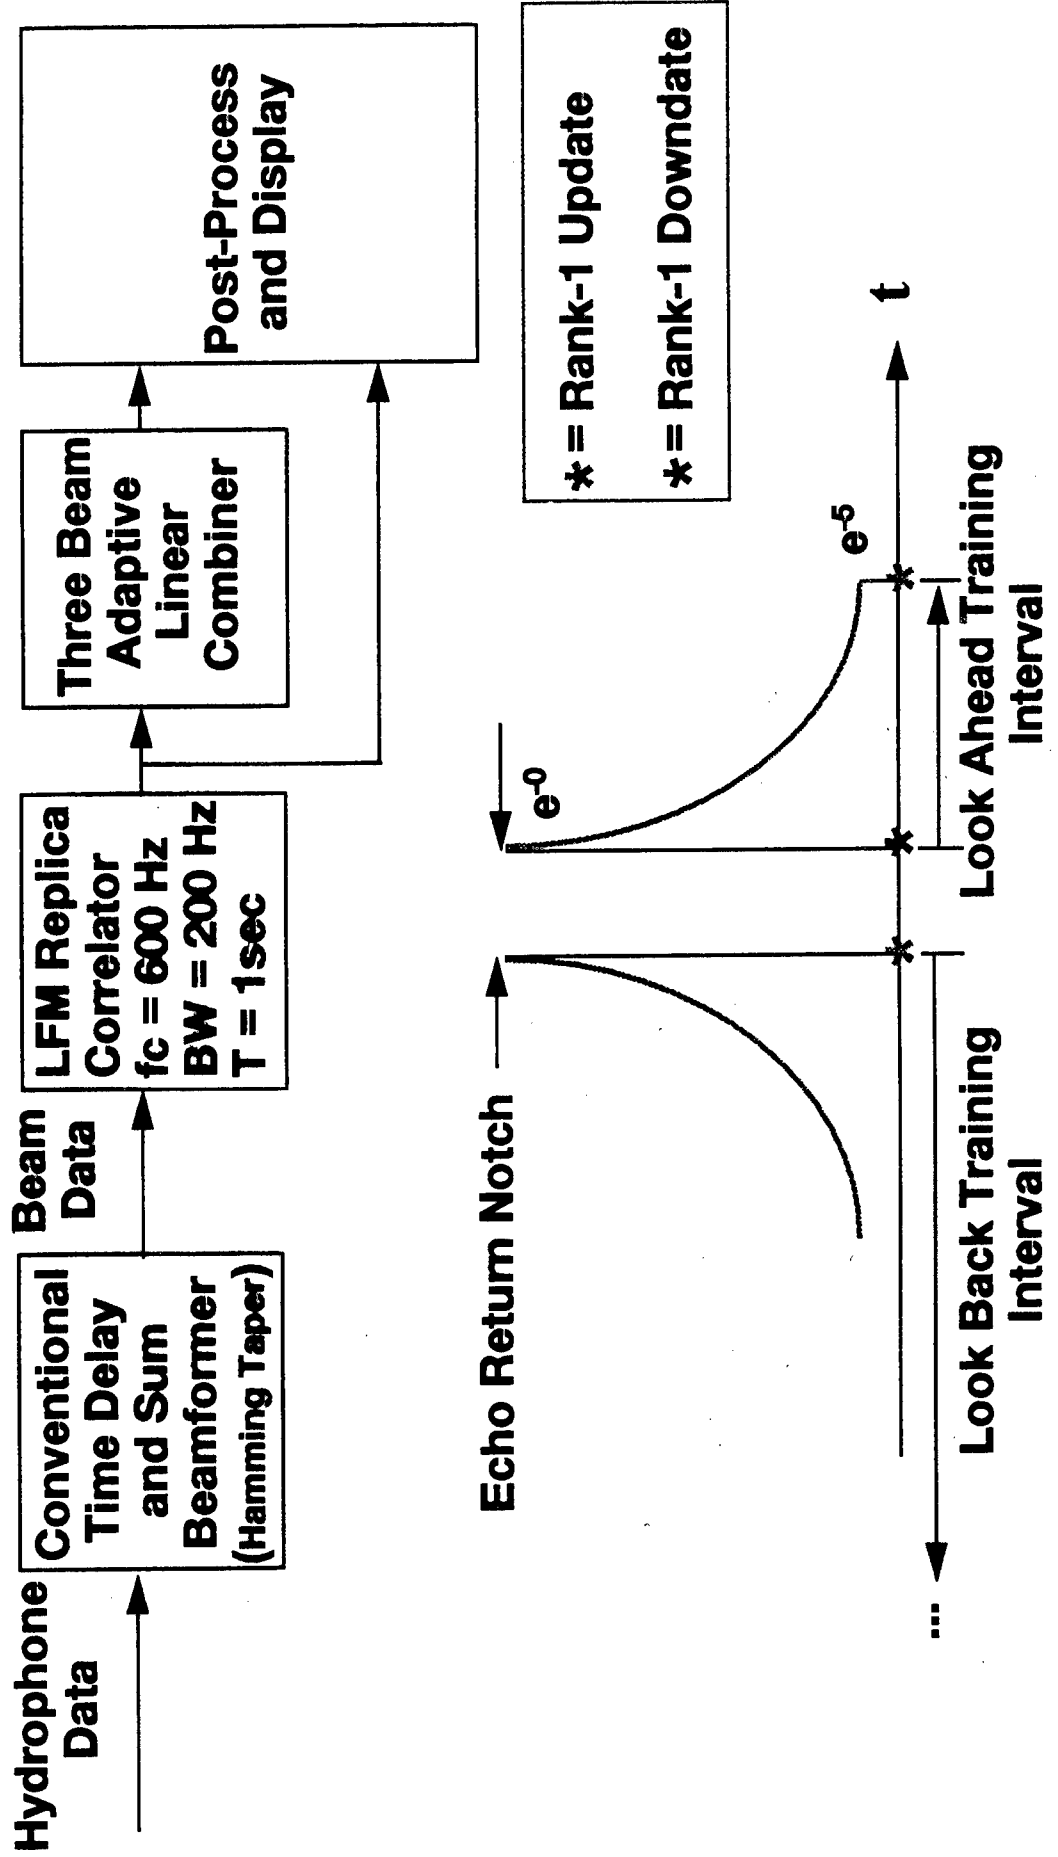 Hydrophone
Data
Conventional
Time Delay
and Sum
Beamformer
(Hamming Taper)
Beam
Data
LFM Replica
Correlator
fc = 600 Hz
BW = 200 Hz
T = 1sec
Three Beam
Adaptive
Linear
Combiner
Post-Process
and Display
Echo Return Notch
e⁻⁰
e⁻⁵
t
*= Rank-1 Update
*= Rank-1 Downdate
...
Look Back Training
Interval
Look Ahead Training
Interval